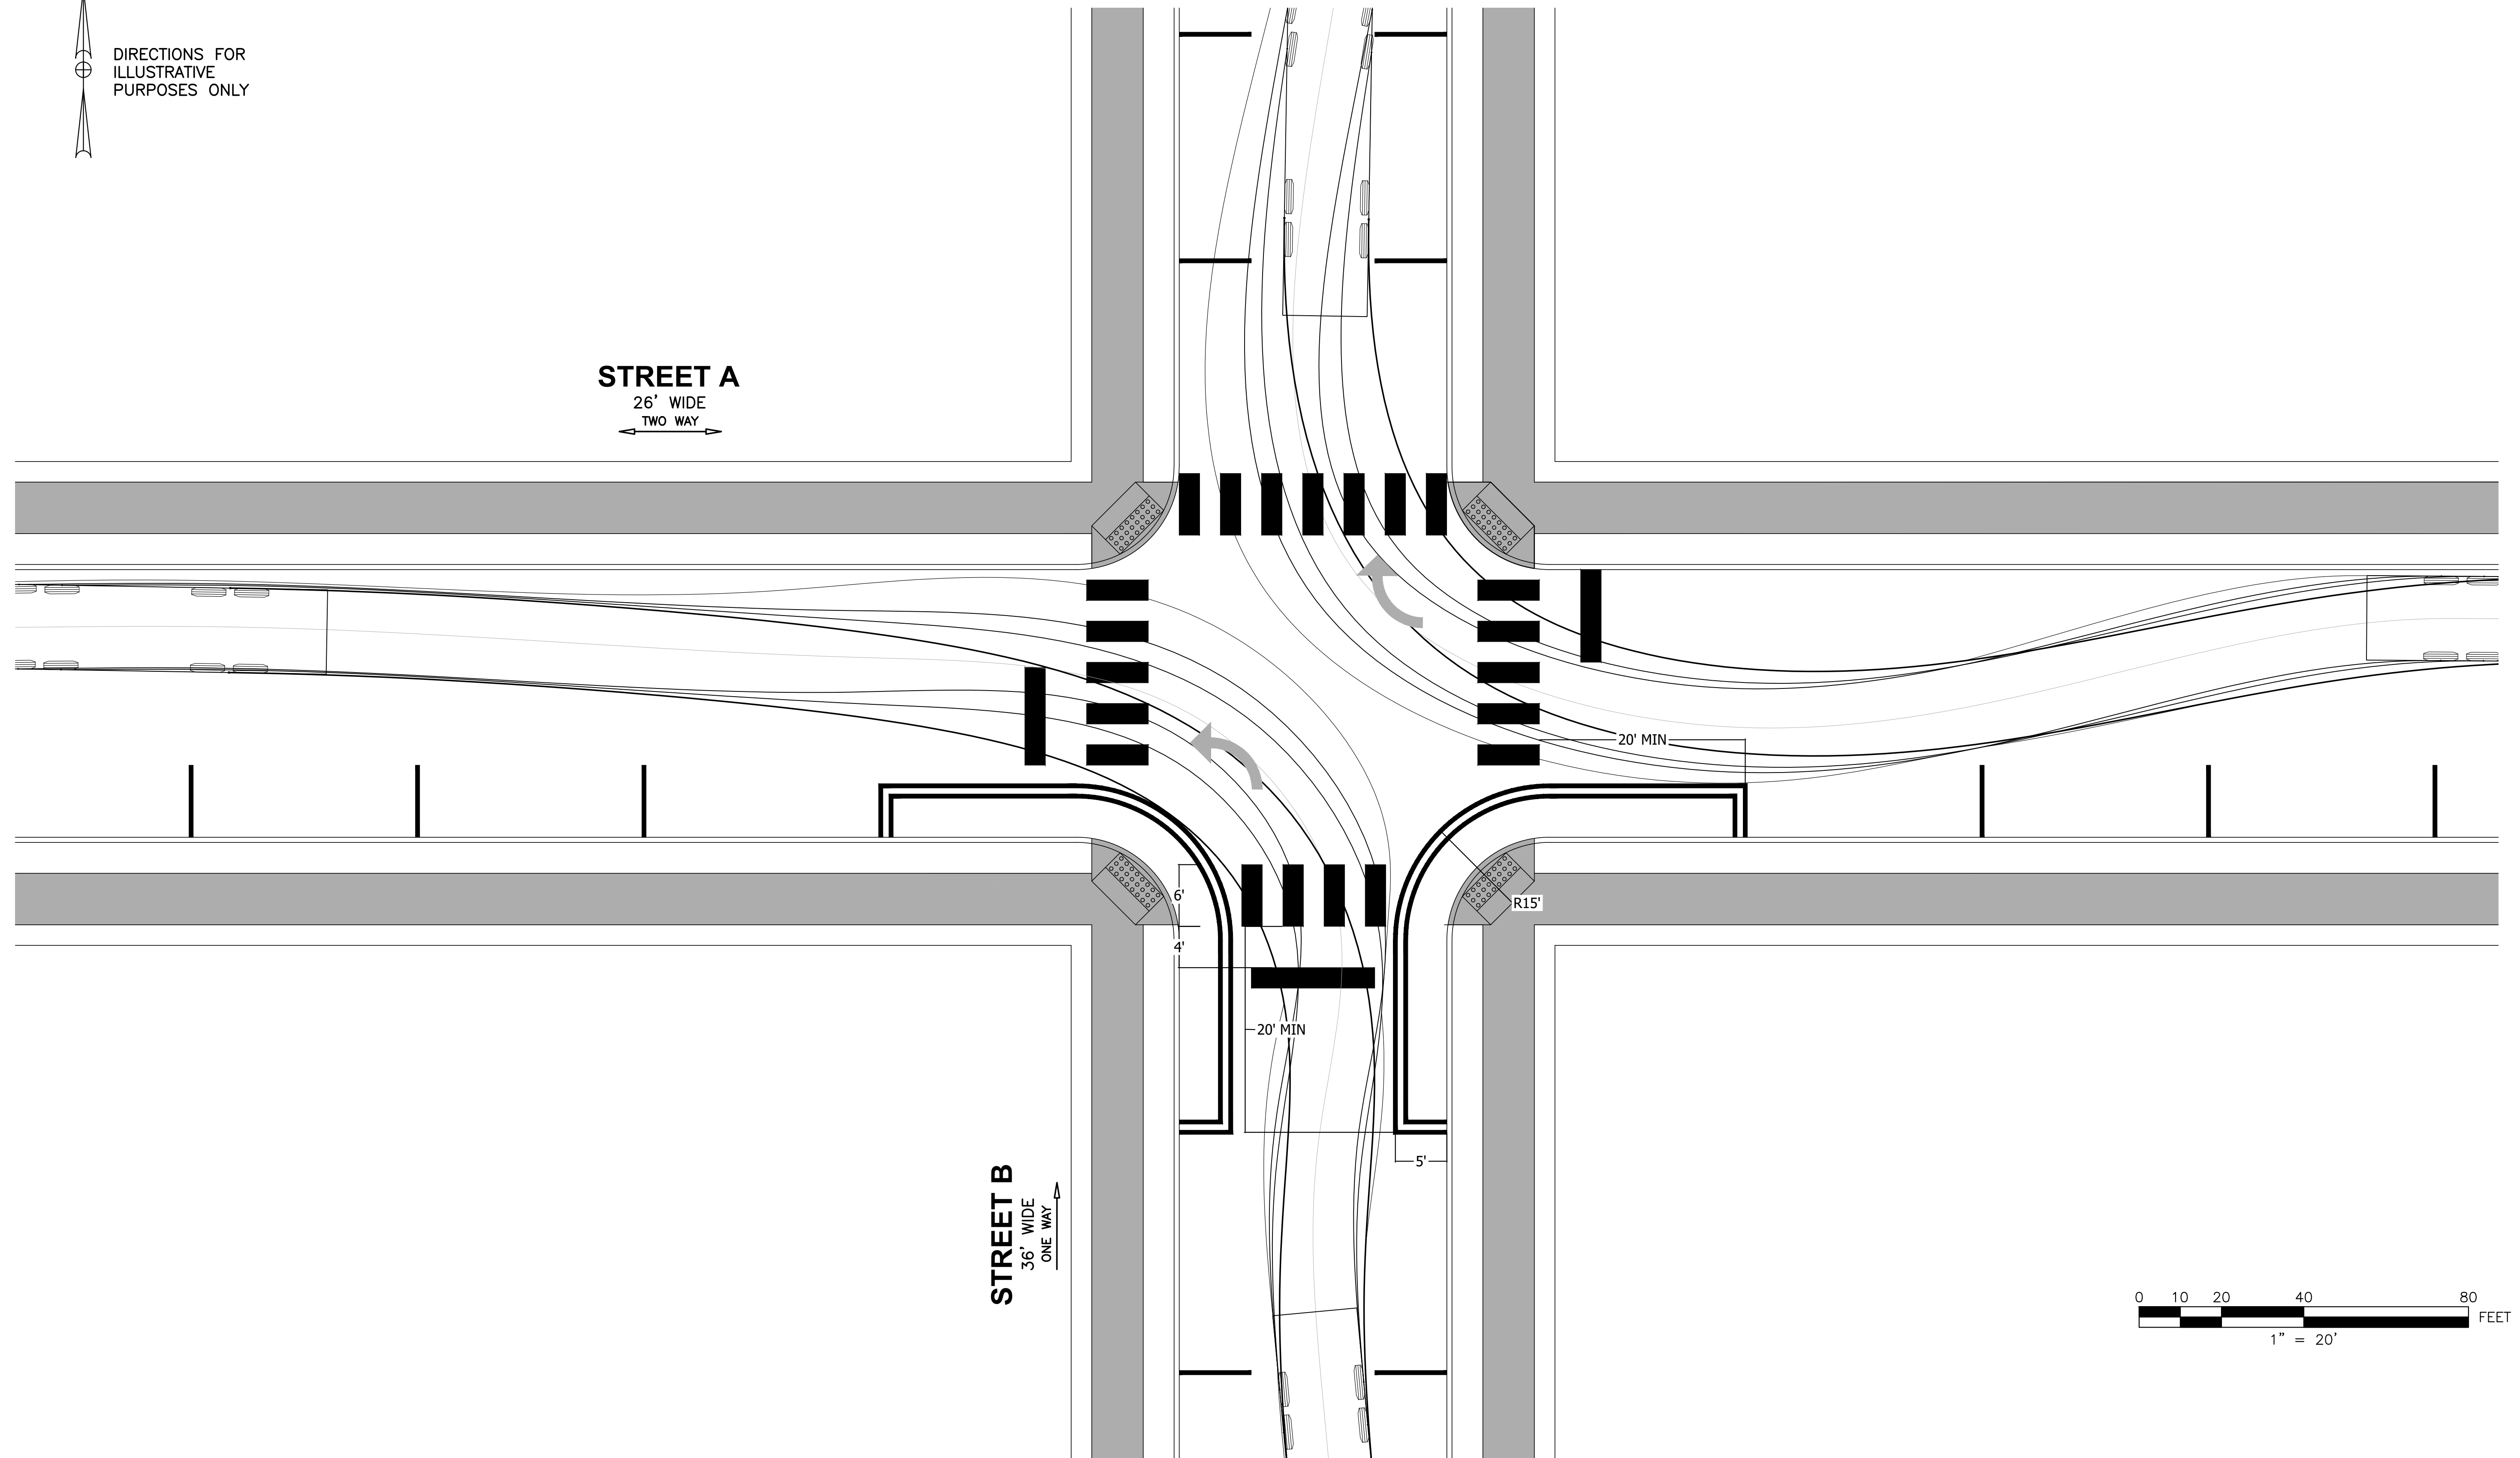 DIRECTIONS FOR
ILLUSTRATIVE
PURPOSES ONLY
STREET A
26' WIDE
TWO WAY
20' MIN
R15'
6'
4'
20' MIN
5'
STREET B
36' WIDE
ONE WAY
0 10 20 40 80
FEET
1" = 20'